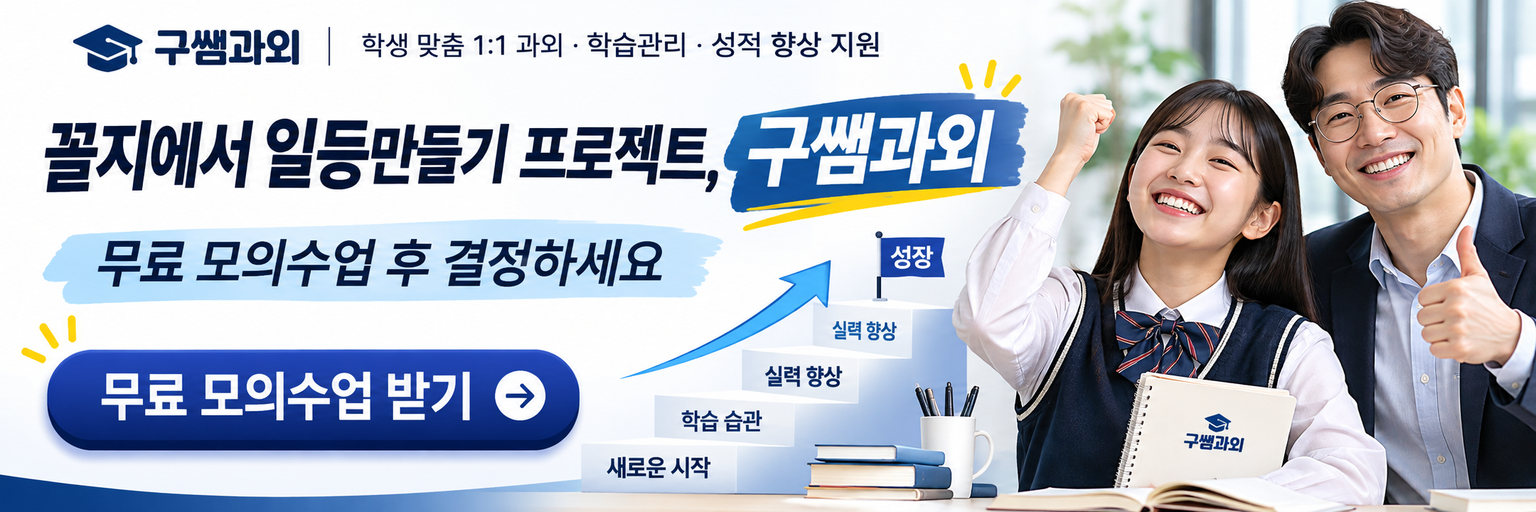 구쌤과외
학생 맞춤 1:1 과외 · 학습관리 · 성적 향상 지원
꼴지에서 일등만들기 프로젝트, 구쌤과외
무료 모의수업 후 결정하세요
무료 모의수업 받기
성장
실력 향상
실력 향상
학습 습관
새로운 시작
구쌤과외